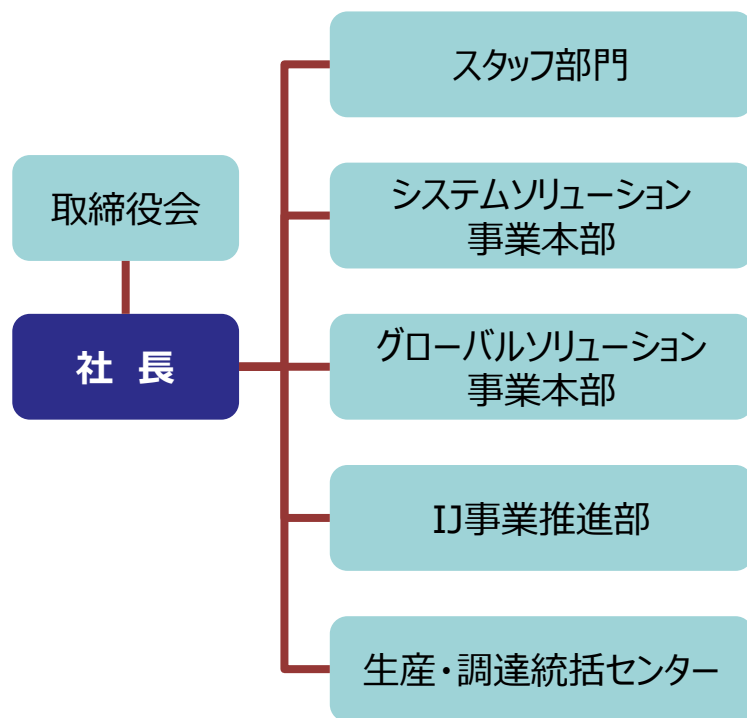 取締役会
社 長
スタッフ部門
システムソリューション
事業本部
グローバルソリューション
事業本部
IJ事業推進部
生産・調達統括センター